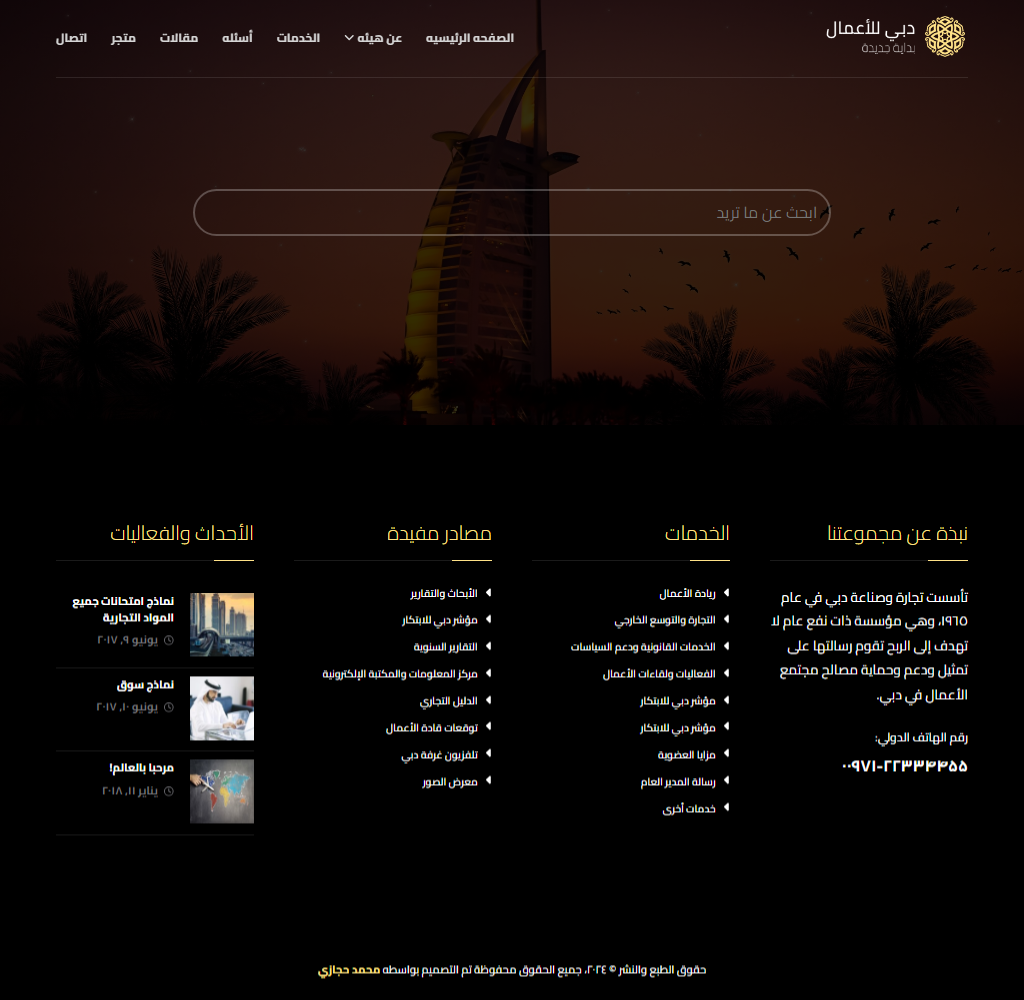 دبي للأعمال
بداية جديدة
الصفحه الرئيسيه
عن هيئه
الخدمات
أسئله
مقالات
متجر
اتصال
ابحث عن ما تريد
نبذة عن مجموعتنا
تأسست تجارة وصناعة دبي في عام
١٩٦٥، وهي مؤسسة ذات نفع عام لا
تهدف إلى الربح تقوم رسالتها على
تمثيل ودعم وحماية مصالح مجتمع
الأعمال في دبي.
رقم الهاتف الدولي:
٠٠٩٧١-٢٢٣٣۴۴۵۵
الخدمات
ريادة الأعمال
التجارة والتوسع الخارجي
الخدمات القانونية ودعم السياسات
الفعاليات ولقاءات الأعمال
مؤشر دبي للابتكار
مؤشر دبي للابتكار
مزايا العضوية
رسالة المدير العام
خدمات أخرى
مصادر مفيدة
الأبحاث والتقارير
مؤشر دبي للابتكار
التقارير السنوية
مركز المعلومات والمكتبة الإلكترونية
الدليل التجاري
توقعات قادة الأعمال
تلفزيون غرفة دبي
معرض الصور
الأحداث والفعاليات
نماذج امتحانات جميع
المواد التجارية
يونيو ٩, ٢٠١٧
نماذج سوق
يونيو ١٠, ٢٠١٧
مرحبا بالعالم!
يناير ١١, ٢٠١٨
حقوق الطبع والنشر © ٢٠٢٤، جميع الحقوق محفوظة تم التصميم بواسطه محمد حجازي